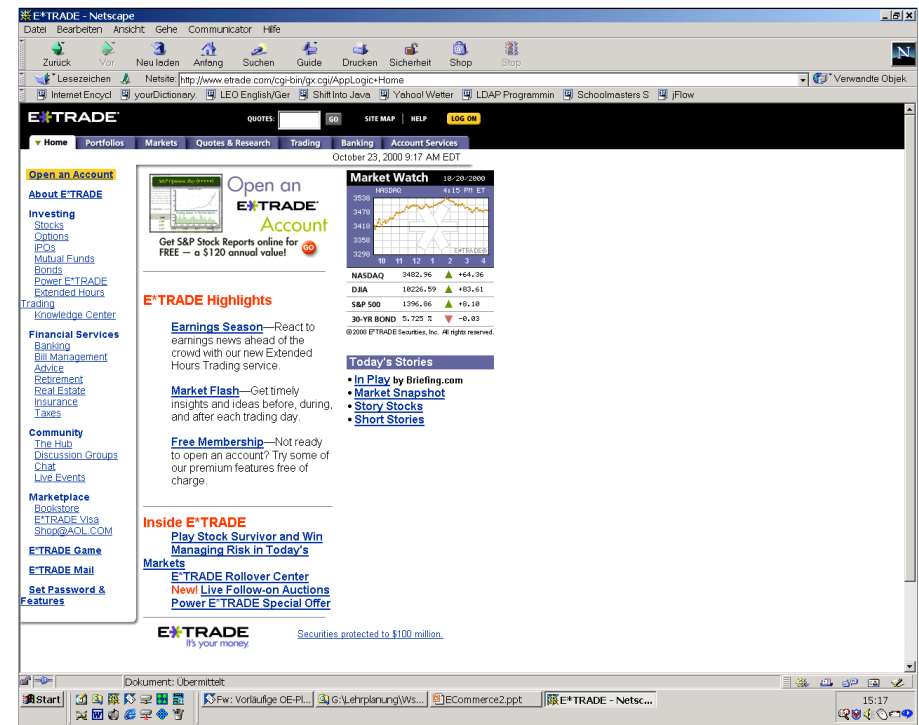 E*TRADE - Netscape
Datei Bearbeiten Ansicht Gehe Communicator Hilfe
Zurück Vor Neu laden Anfang Suchen Guide Drucken Sicherheit Shop Stop
N
Lesezeichen Netsite: http://www.etrade.com/cgi-bin/gx.cgi/AppLogic+Home Verwandte Objek
Internet Encycl yourDictionary. LEO English/Ger Shift Into Java Yahoo! Wetter LDAP Programmin Schoolmasters S jFlow
E*TRADE QUOTES: GO SITE MAP | HELP LOG ON
Home Portfolios Markets Quotes & Research Trading Banking Account Services
October 23, 2000 9:17 AM EDT
Open an Account
About E*TRADE
Investing
Stocks
Options
IPOs
Mutual Funds
Bonds
Power E*TRADE
Extended Hours
Trading
Knowledge Center
Financial Services
Banking
Bill Management
Advice
Retirement
Real Estate
Insurance
Taxes
Community
The Hub
Discussion Groups
Chat
Live Events
Marketplace
Bookstore
E*TRADE Visa
Shop@AOL.COM
E*TRADE Game
E*TRADE Mail
Set Password &
Features
Open an
E*TRADE
Account
Get S&P Stock Reports online for
FREE — a $120 annual value!
GO
E*TRADE Highlights
Earnings Season—React to
earnings news ahead of the
crowd with our new Extended
Hours Trading service.
Market Flash—Get timely
insights and ideas before, during,
and after each trading day.
Free Membership—Not ready
to open an account? Try some of
our premium features free of
charge.
Inside E*TRADE
Play Stock Survivor and Win
Managing Risk in Today's
Markets
E*TRADE Rollover Center
New! Live Follow-on Auctions
Power E*TRADE Special Offer
E*TRADE
It's your money.
Securities protected to $100 million.
Market Watch 10/20/2000
NASDAQ 4:15 PM ET
3538
3478
3418
3358
3298
E*TRADE®
10 11 12 1 2 3 4
NASDAQ 3482.96 +64.36
DJIA 10226.59 +83.61
S&P 500 1396.86 +8.10
30-YR BOND 5.725 % -0.03
©2000 E*TRADE Securities, Inc. All rights reserved.
Today's Stories
• In Play by Briefing.com
• Market Snapshot
• Story Stocks
• Short Stories
Dokument: Übermittelt
Start Fw: Vorläufige OE-Pl... G:\Lehrplanung\Ws... ECommerce2.ppt E*TRADE - Netsc... 15:17